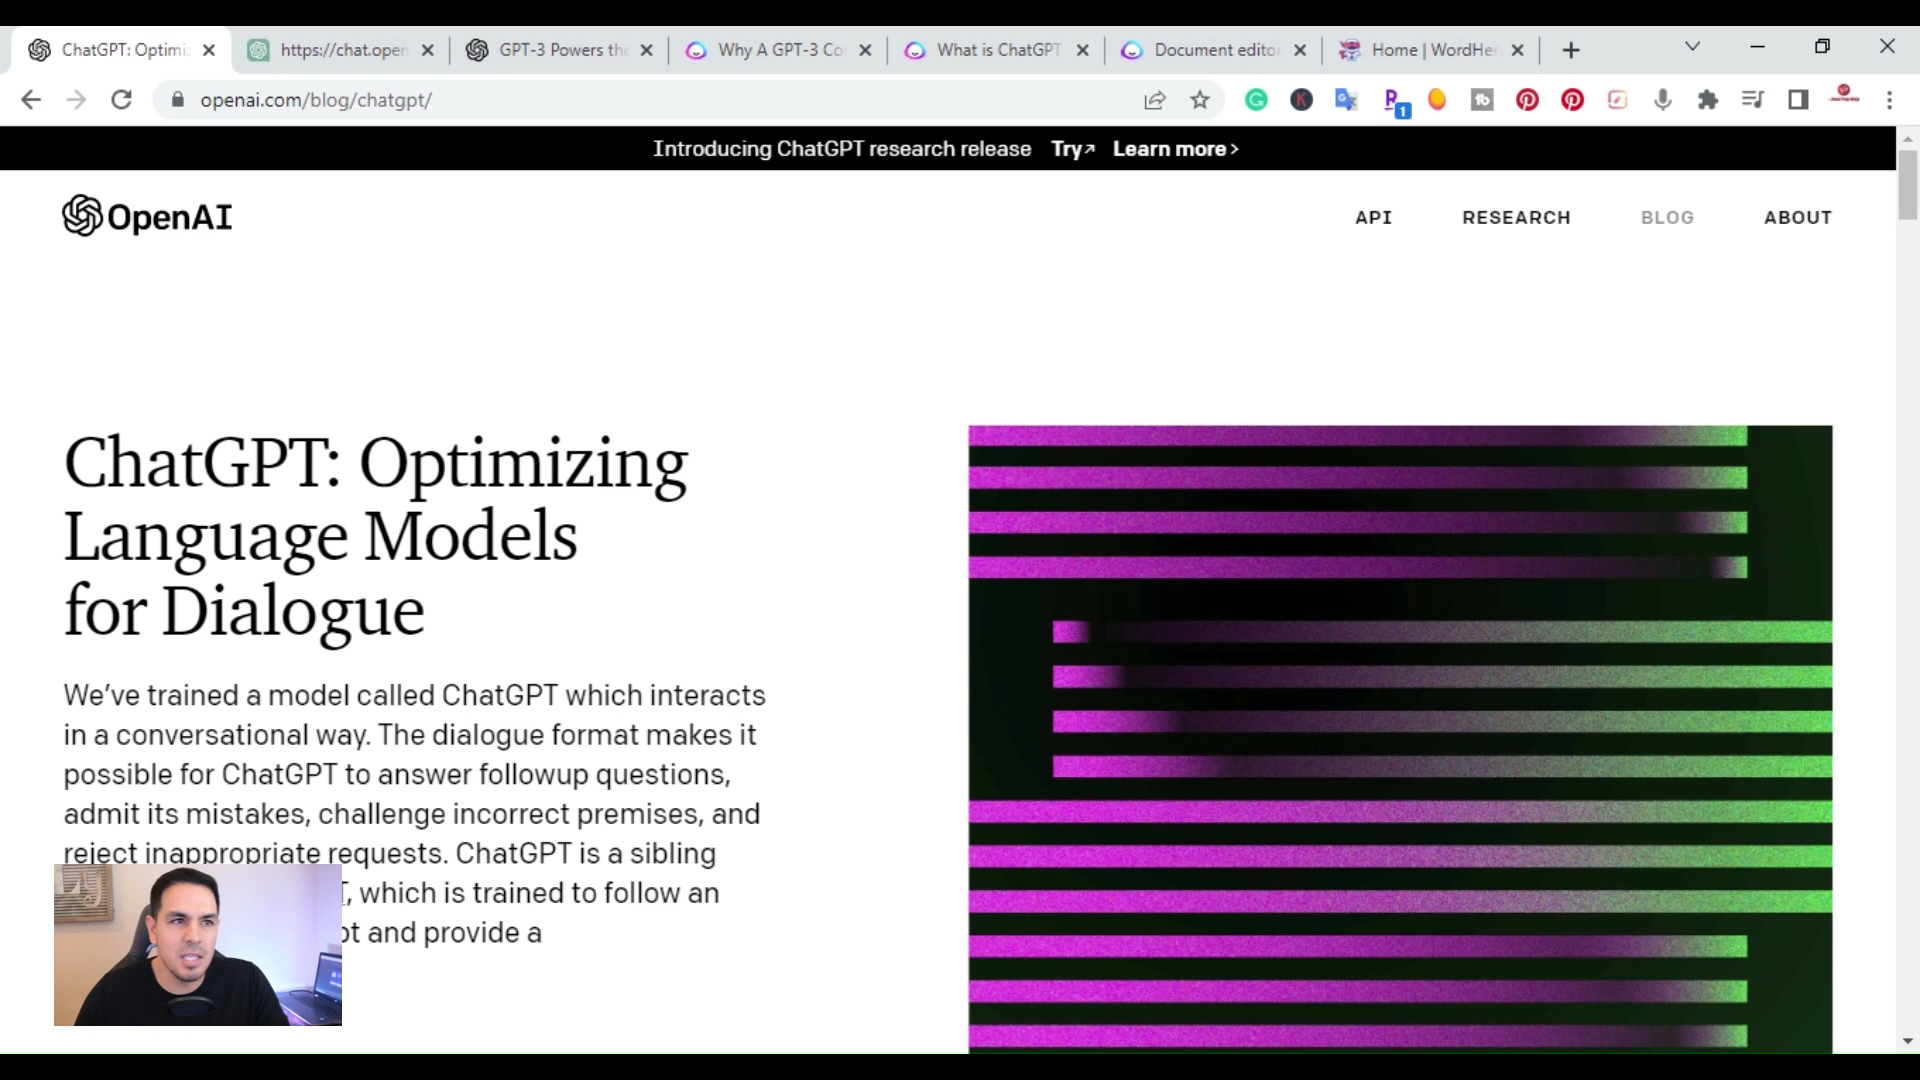 ChatGPT: Optimiz
https://chat.open
GPT-3 Powers the
Why A GPT-3 Co
What is ChatGPT
Document editor
Home | WordHer
openai.com/blog/chatgpt/
1
Introducing ChatGPT research release Try↗ Learn more >
OpenAI
API RESEARCH BLOG ABOUT
ChatGPT: Optimizing
Language Models
for Dialogue
We’ve trained a model called ChatGPT which interacts
in a conversational way. The dialogue format makes it
possible for ChatGPT to answer followup questions,
admit its mistakes, challenge incorrect premises, and
reject inappropriate requests. ChatGPT is a sibling
, which is trained to follow an
and provide a